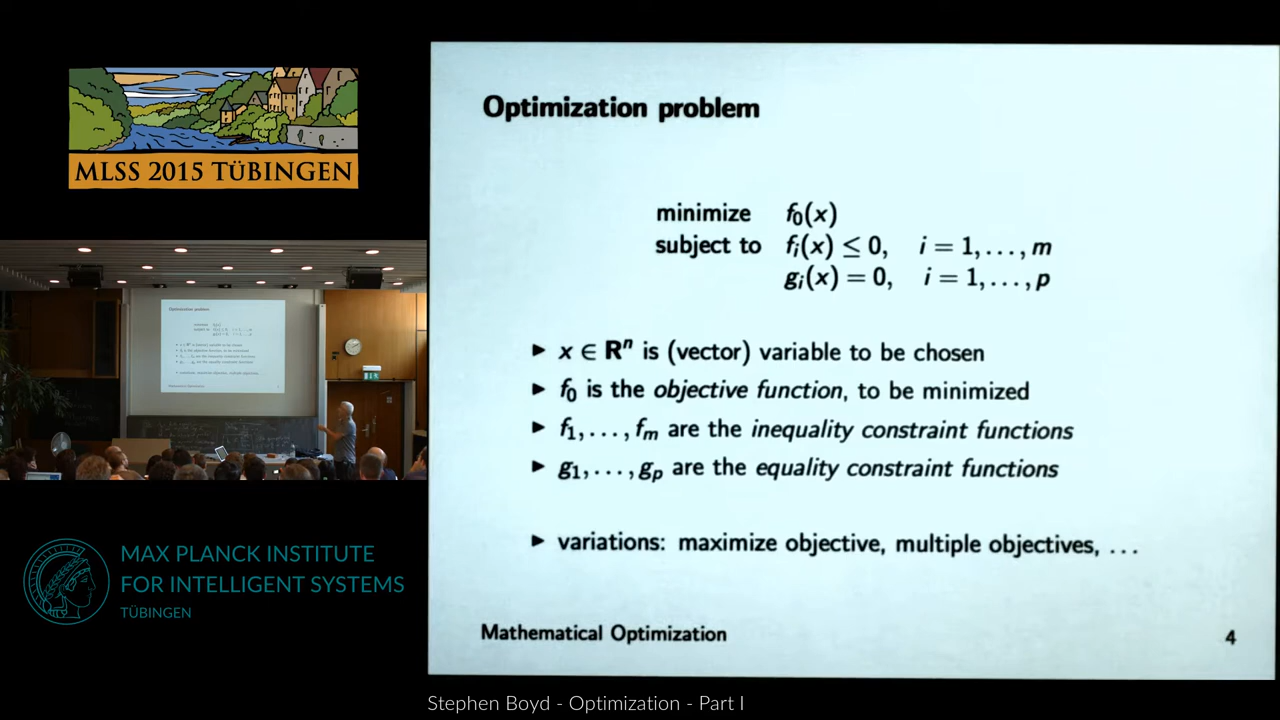 MLSS 2015 TÜBINGEN
Optimization problem
minimize f₀(x)
subject to fᵢ(x) ≤ 0, i = 1, . . . , m
gᵢ(x) = 0, i = 1, . . . , p
► x ∈ Rⁿ is (vector) variable to be chosen
► f₀ is the objective function, to be minimized
► f₁, . . . , fₘ are the inequality constraint functions
► g₁, . . . , gₚ are the equality constraint functions
► variations: maximize objective, multiple objectives, . . .
Mathematical Optimization 4
MAX PLANCK INSTITUTE
FOR INTELLIGENT SYSTEMS
TÜBINGEN
Stephen Boyd - Optimization - Part I